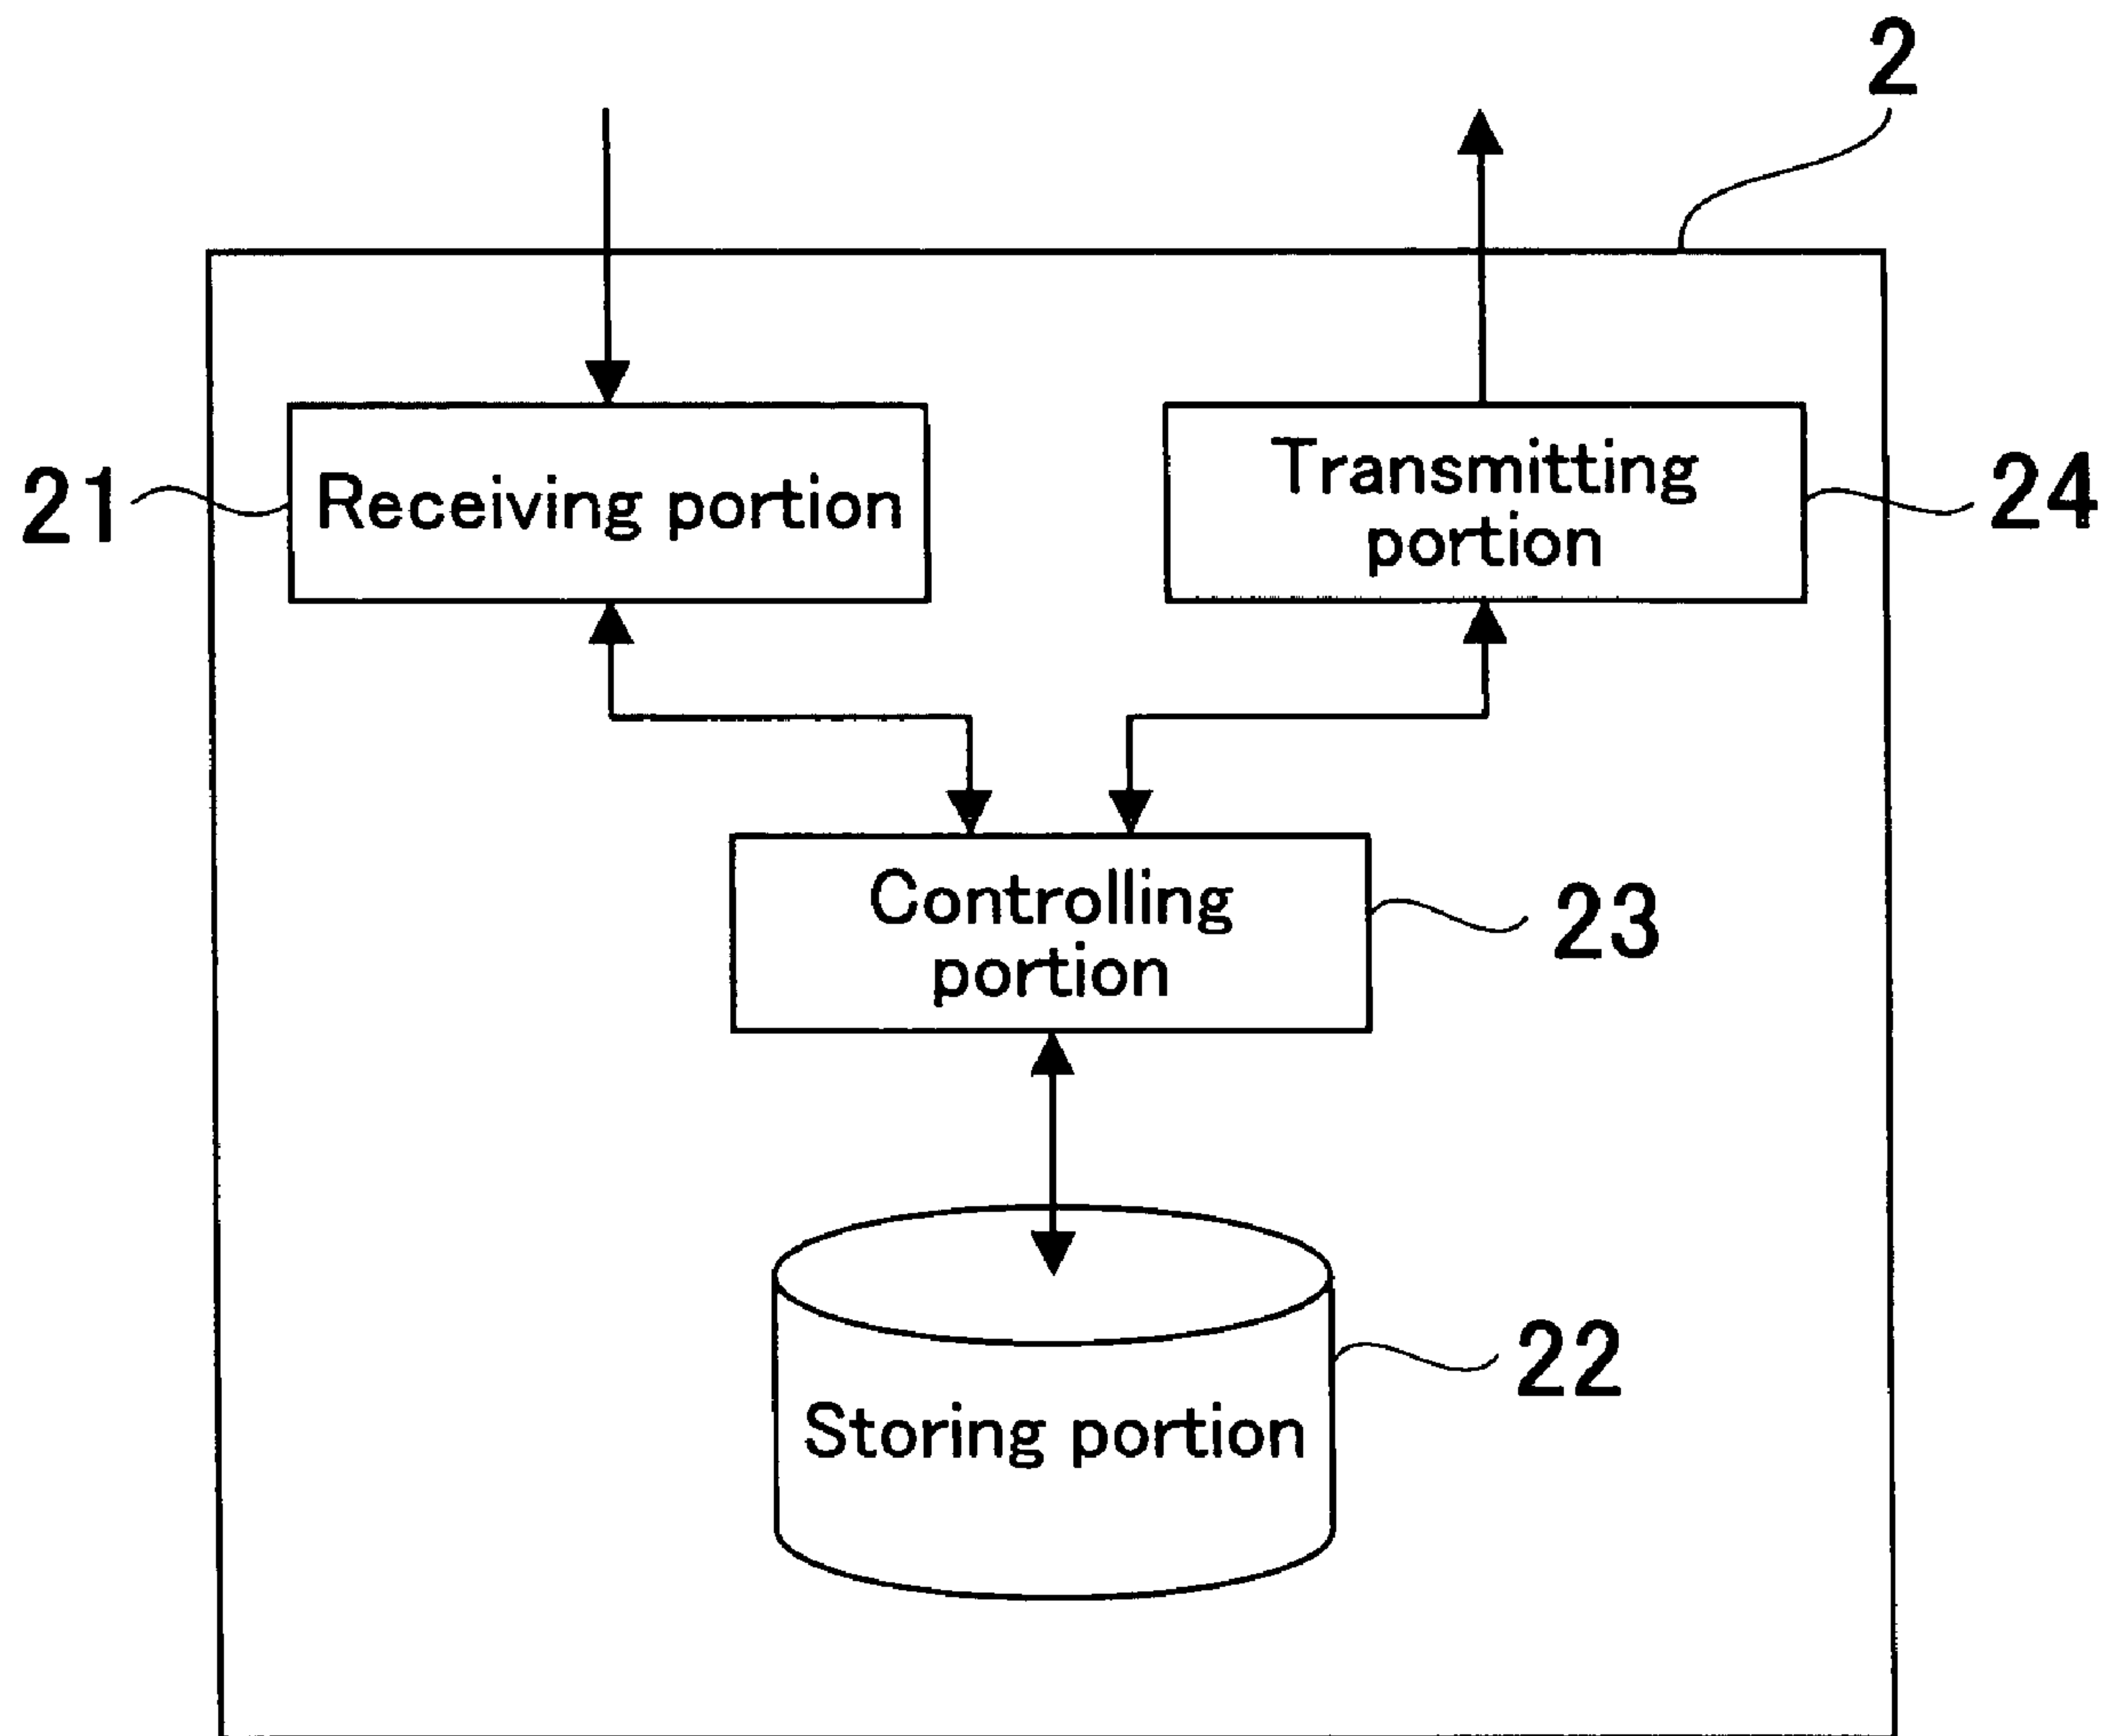 2
21
Receiving portion
Transmitting
portion
24
Controlling
portion
23
22
Storing portion